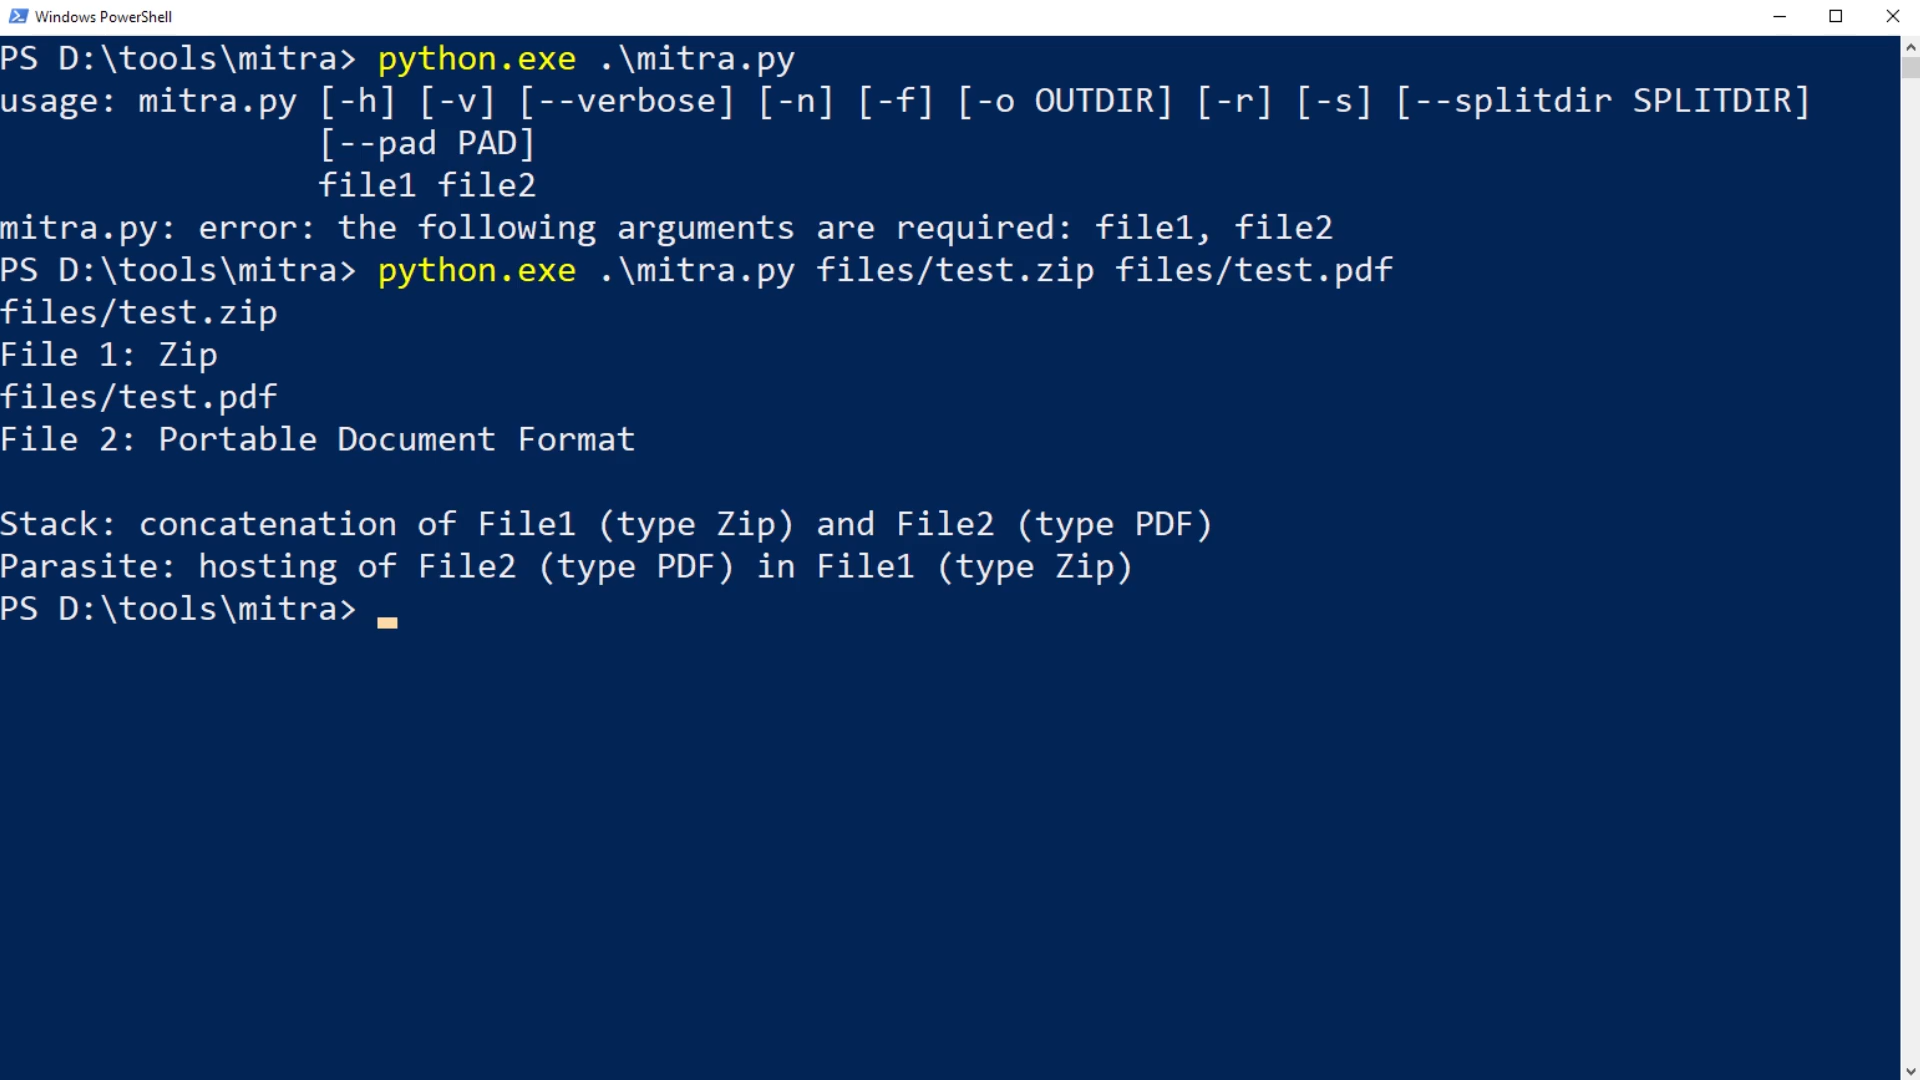 Windows PowerShell
PS D:\tools\mitra> python.exe .\mitra.py
usage: mitra.py [-h] [-v] [--verbose] [-n] [-f] [-o OUTDIR] [-r] [-s] [--splitdir SPLITDIR]
[--pad PAD]
file1 file2
mitra.py: error: the following arguments are required: file1, file2
PS D:\tools\mitra> python.exe .\mitra.py files/test.zip files/test.pdf
files/test.zip
File 1: Zip
files/test.pdf
File 2: Portable Document Format
Stack: concatenation of File1 (type Zip) and File2 (type PDF)
Parasite: hosting of File2 (type PDF) in File1 (type Zip)
PS D:\tools\mitra>